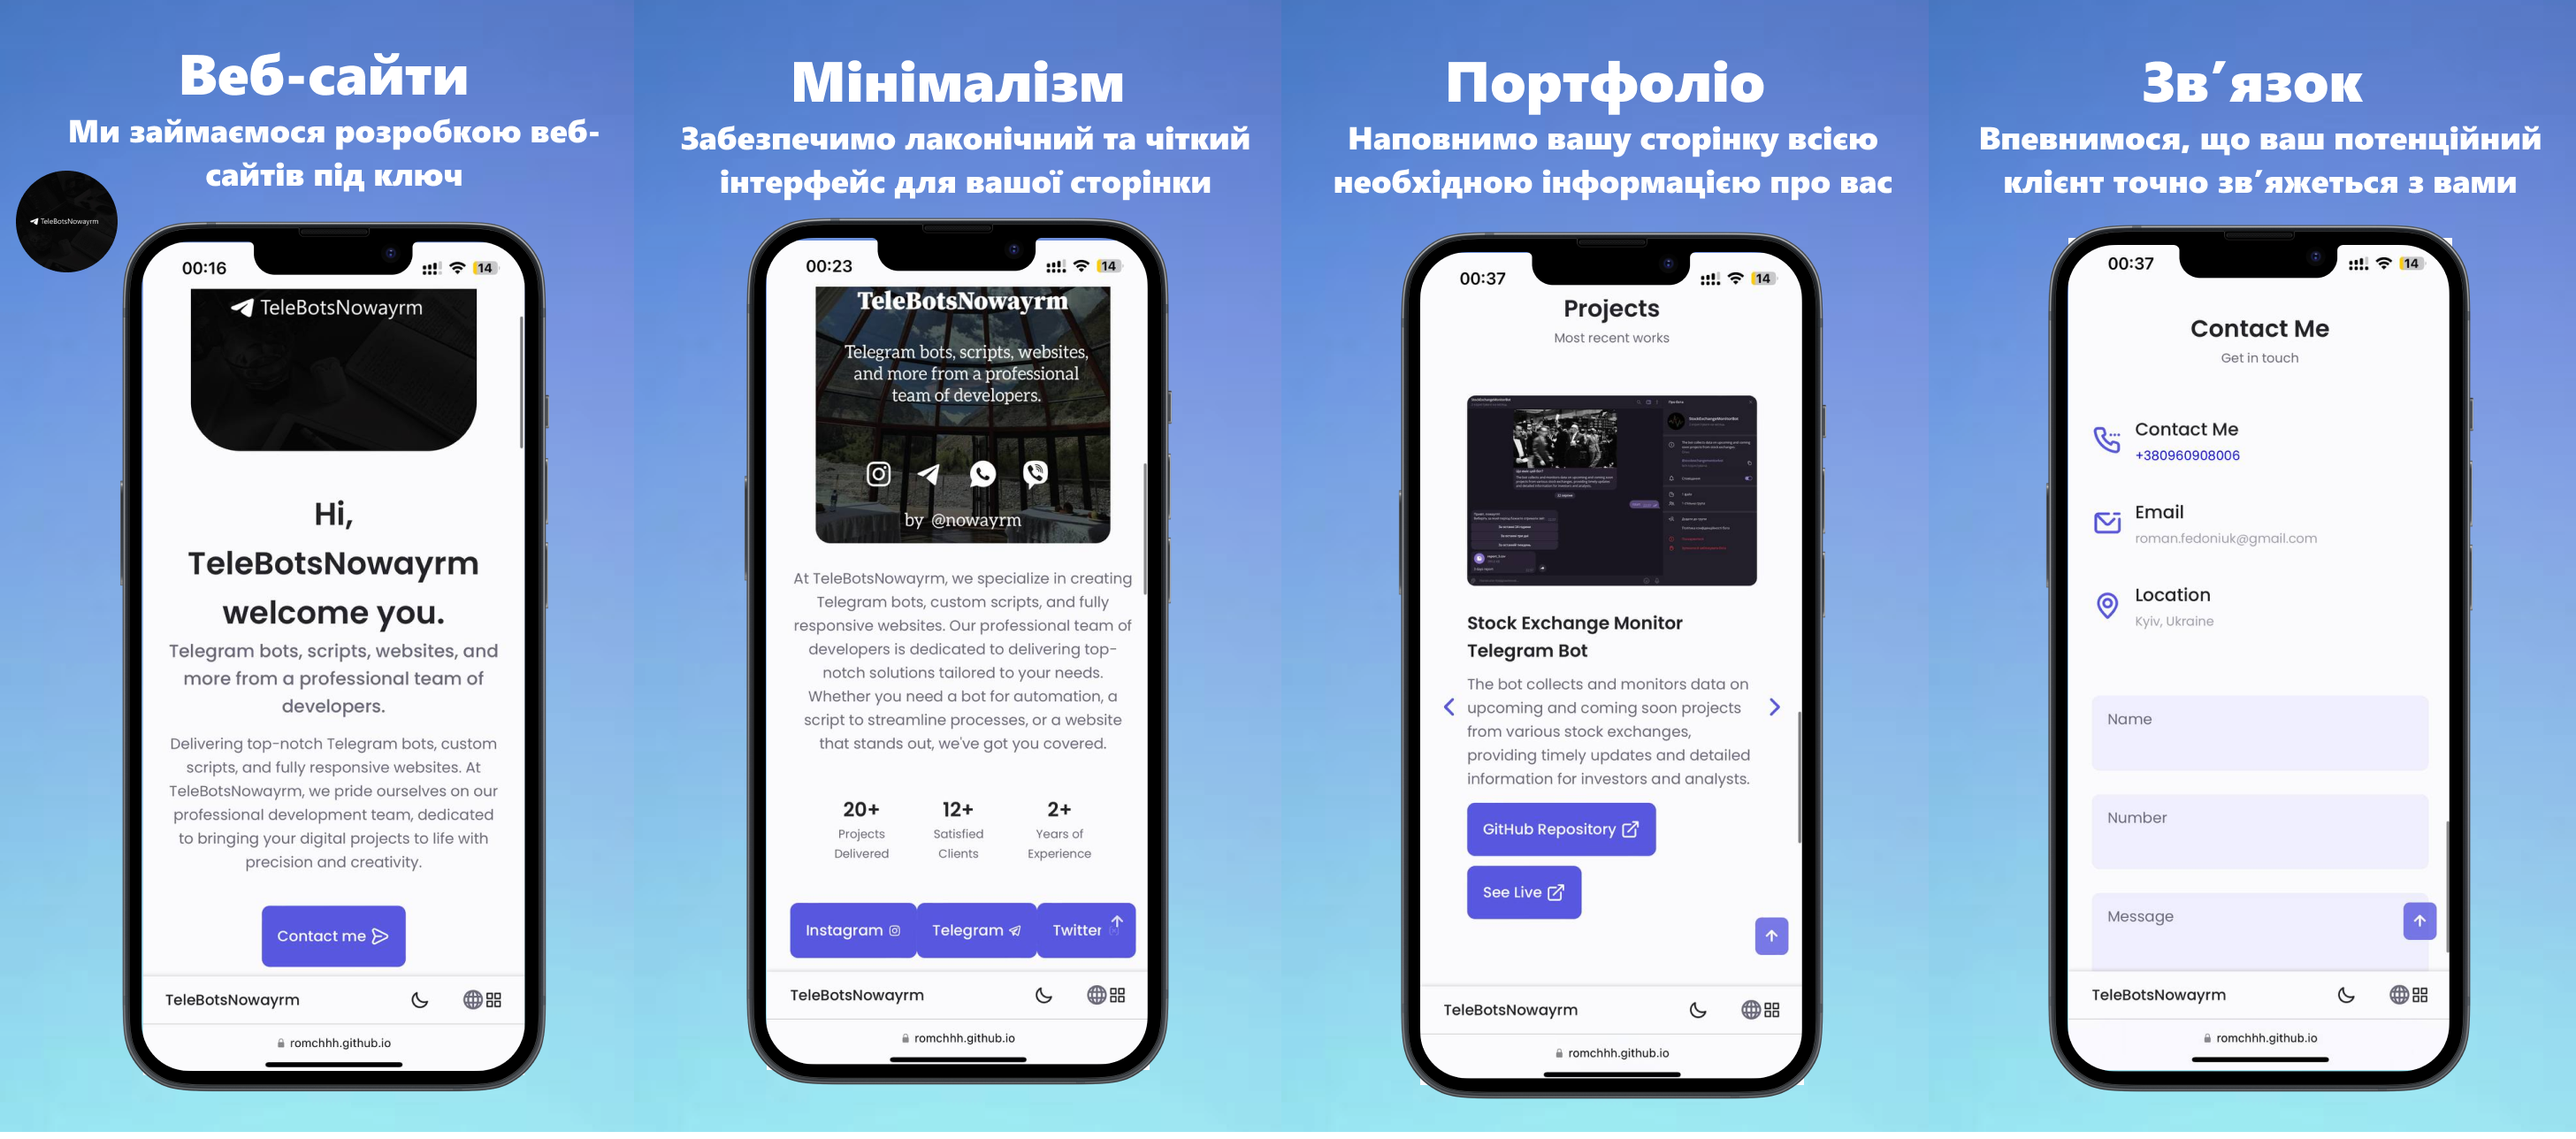 Веб-сайти
Ми займаємося розробкою веб-
сайтів під ключ
TeleBotsNowayrm
00:16
14
TeleBotsNowayrm
Hi,
TeleBotsNowayrm
welcome you.
Telegram bots, scripts, websites, and
more from a professional team of
developers.
Delivering top-notch Telegram bots, custom
scripts, and fully responsive websites. At
TeleBotsNowayrm, we pride ourselves on our
professional development team, dedicated
to bringing your digital projects to life with
precision and creativity.
Contact me
TeleBotsNowayrm
romchhh.github.io
Мінімалізм
Забезпечимо лаконічний та чіткий
інтерфейс для вашої сторінки
00:23
14
TeleBotsNowayrm
Telegram bots, scripts, websites,
and more from a professional
team of developers.
by @nowayrm
At TeleBotsNowayrm, we specialize in creating
Telegram bots, custom scripts, and fully
responsive websites. Our professional team of
developers is dedicated to delivering top-
notch solutions tailored to your needs.
Whether you need a bot for automation, a
script to streamline processes, or a website
that stands out, we've got you covered.
20+ 12+ 2+
Projects Satisfied Years of
Delivered Clients Experience
Instagram Telegram Twitter
TeleBotsNowayrm
romchhh.github.io
Портфоліо
Наповнимо вашу сторінку всією
необхідною інформацією про вас
00:37
14
Projects
Most recent works
Stock Exchange Monitor
Telegram Bot
The bot collects and monitors data on
upcoming and coming soon projects
from various stock exchanges,
providing timely updates and detailed
information for investors and analysts.
GitHub Repository
See Live
TeleBotsNowayrm
romchhh.github.io
Зв’язок
Впевнимося, що ваш потенційний
клієнт точно зв’яжеться з вами
00:37
14
Contact Me
Get in touch
Contact Me
+380960908006
Email
roman.fedoniuk@gmail.com
Location
Kyiv, Ukraine
Name
Number
Message
TeleBotsNowayrm
romchhh.github.io